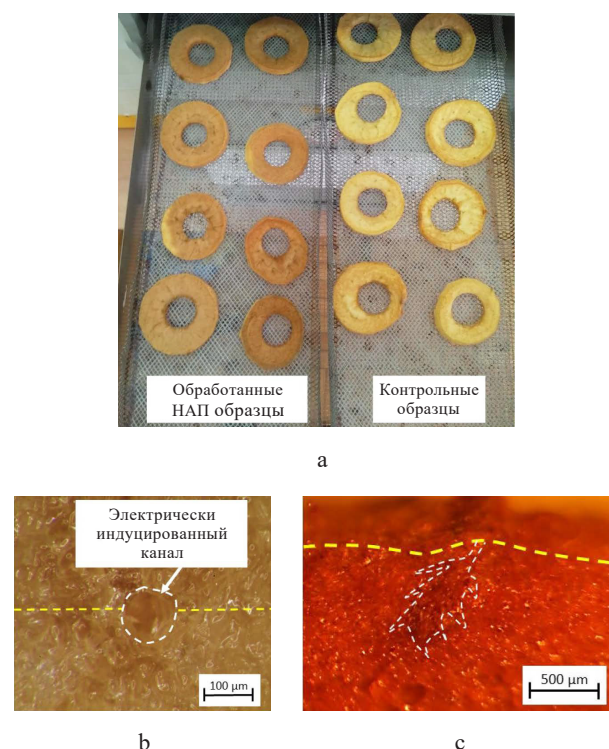 Обработанные
НАП образцы
Контрольные
образцы
a
Электрически
индуцированный
канал
100 µm
500 µm
b
c